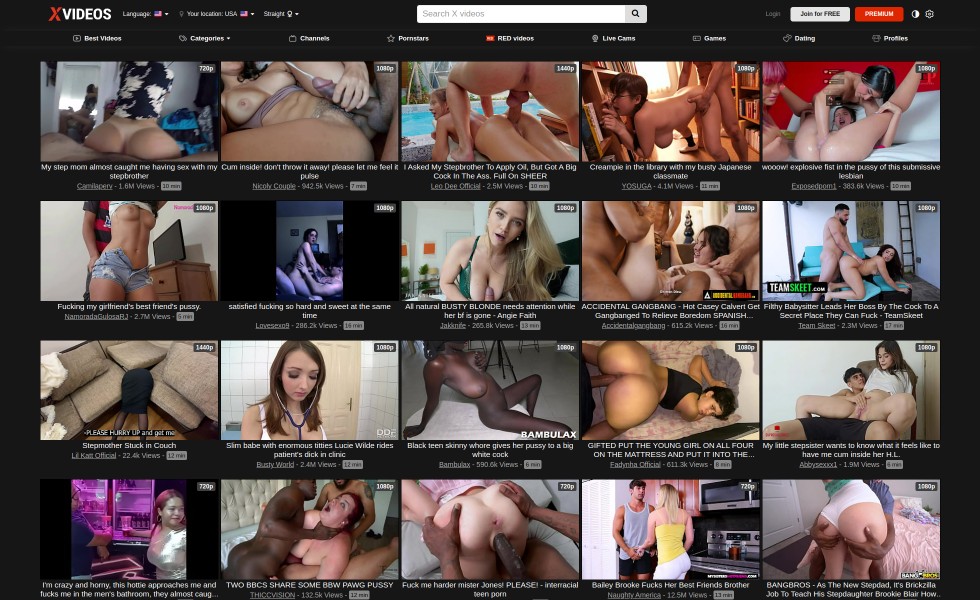 XVIDEOS
Language:
Your location: USA
Straight
Search X videos
Login
Join for FREE
PREMIUM
Best Videos
Categories
Channels
Pornstars
RED videos
Live Cams
Games
Dating
Profiles
720p
My step mom almost caught me having sex with my
stepbrother
Camilapery - 1.6M Views - 10 min
1080p
Cum inside! don't throw it away! please let me feel it
pulse
Nicoly Couple - 942.5k Views - 7 min
1440p
I Asked My Stepbrother To Apply Oil, But Got A Big
Cock In The Ass. Full On SHEER
Leo Dee Official - 2.5M Views - 10 min
1080p
Creampie in the library with my busty Japanese
classmate
YOSUGA - 4.1M Views - 11 min
1080p
wooow! explosive fist in the pussy of this submissive
lesbian
Exposedporn1 - 383.6k Views - 10 min
1080p
Fucking my girlfriend's best friend's pussy.
NamoradaGulosaRJ - 2.7M Views - 5 min
1080p
satisfied fucking so hard and sweet at the same
time
Lovesexo9 - 286.2k Views - 16 min
1080p
All natural BUSTY BLONDE needs attention while
her bf is gone - Angie Faith
Jakknife - 265.8k Views - 13 min
1080p
ACCIDENTAL GANGBANG - Hot Casey Calvert Get
Gangbanged To Relieve Boredom SPANISH...
Accidentalgangbang - 615.2k Views - 16 min
1080p
TEAMSKEET.COM
Filthy Babysitter Leads Her Boss By The Cock To A
Secret Place They Can Fuck - TeamSkeet
Team Skeet - 2.3M Views - 17 min
1440p
-PLEASE HURRY UP and get me
Stepmother Stuck in Couch
Lil Katt Official - 22.4k Views - 12 min
1080p
DDF
Slim babe with enormous titties Lucie Wilde rides
patient's dick in clinic
Busty World - 2.4M Views - 12 min
1080p
BAMBULAX
Black teen skinny whore gives her pussy to a big
white cock
Bambulax - 590.6k Views - 6 min
1080p
GIFTED PUT THE YOUNG GIRL ON ALL FOUR
ON THE MATTRESS AND PUT IT INTO THE...
Fadynha Official - 611.3k Views - 8 min
1080p
My little stepsister wants to know what it feels like to
have me cum inside her H.L.
Abbysexxx1 - 1.9M Views - 6 min
720p
I'm crazy and horny, this hottie approaches me and
fucks me in the men's bathroom, they almost caug...
1080p
TWO BBCS SHARE SOME BBW PAWG PUSSY
THICCVISION - 132.5k Views - 12 min
720p
Fuck me harder mister Jones! PLEASE! - interracial
teen porn
720p
Bailey Brooke Fucks Her Best Friends Brother
Naughty America - 12.5M Views - 13 min
1080p
BANGBROS
BANGBROS - As The New Stepdad, It's Brickzilla
Job To Teach His Stepdaughter Brookie Blair How..